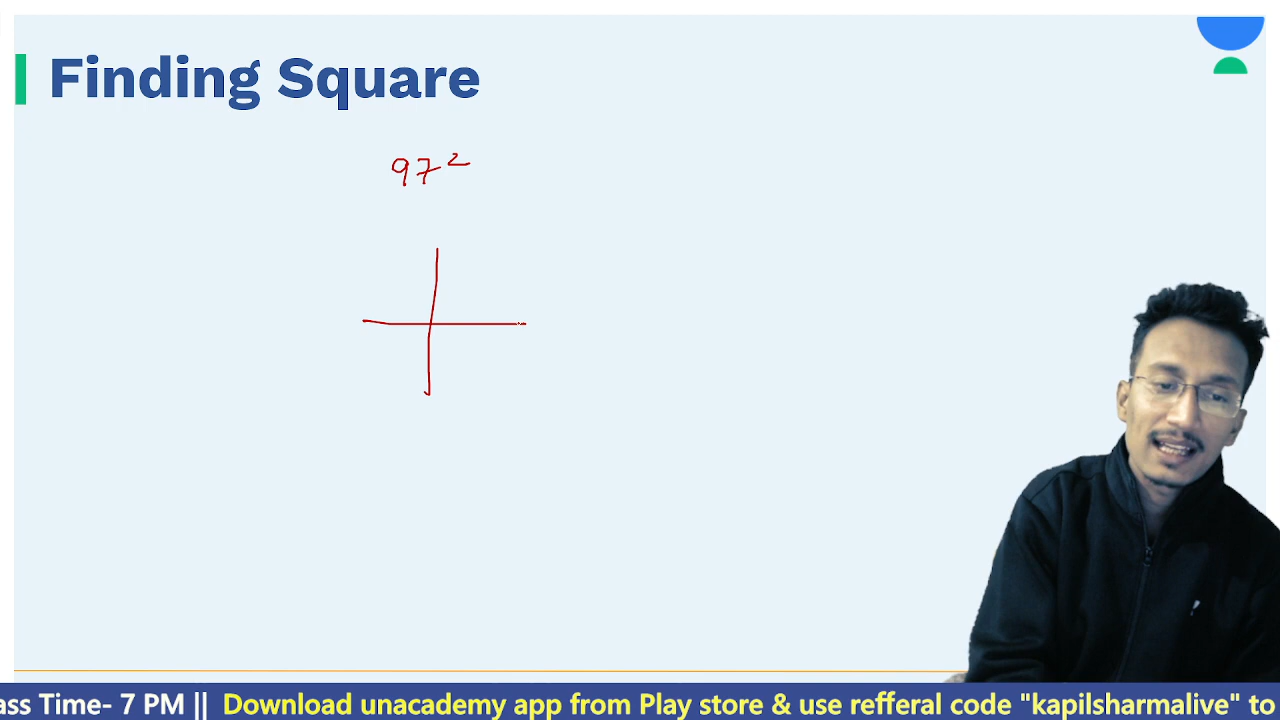 Finding Square
97²
ass Time- 7 PM || Download unacademy app from Play store & use refferal code "kapilsharmalive" to